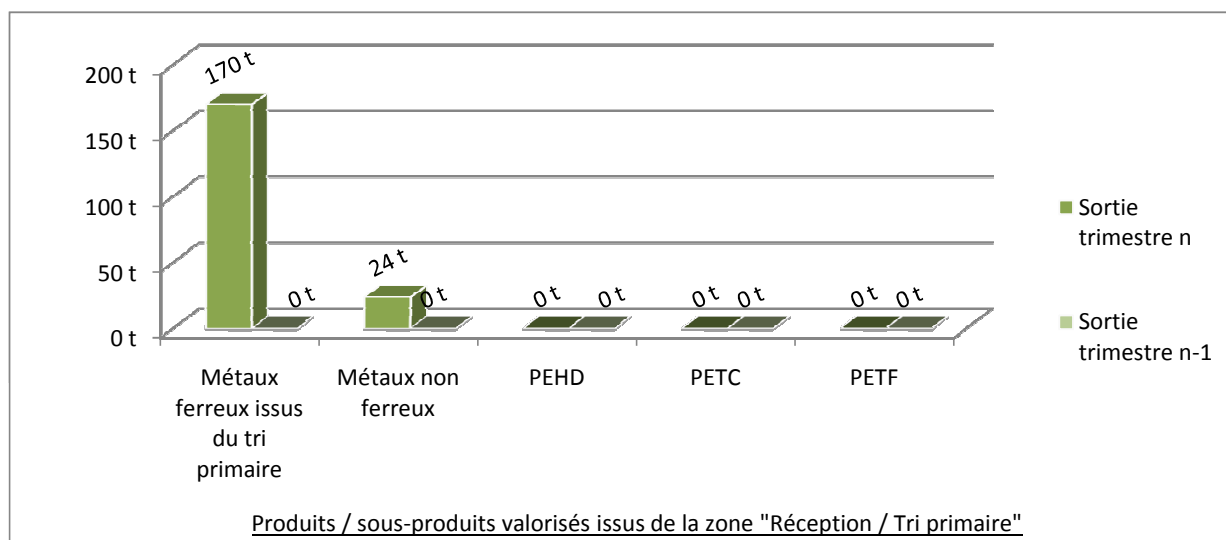 200 t
150 t
100 t
50 t
0 t
170 t
0 t
24 t
0 t
0 t
0 t
0 t
0 t
0 t
0 t
Métaux
ferreux issus
du tri
primaire
Métaux non
ferreux
PEHD
PETC
PETF
Sortie
trimestre n
Sortie
trimestre n-1
Produits / sous-produits valorisés issus de la zone "Réception / Tri primaire"